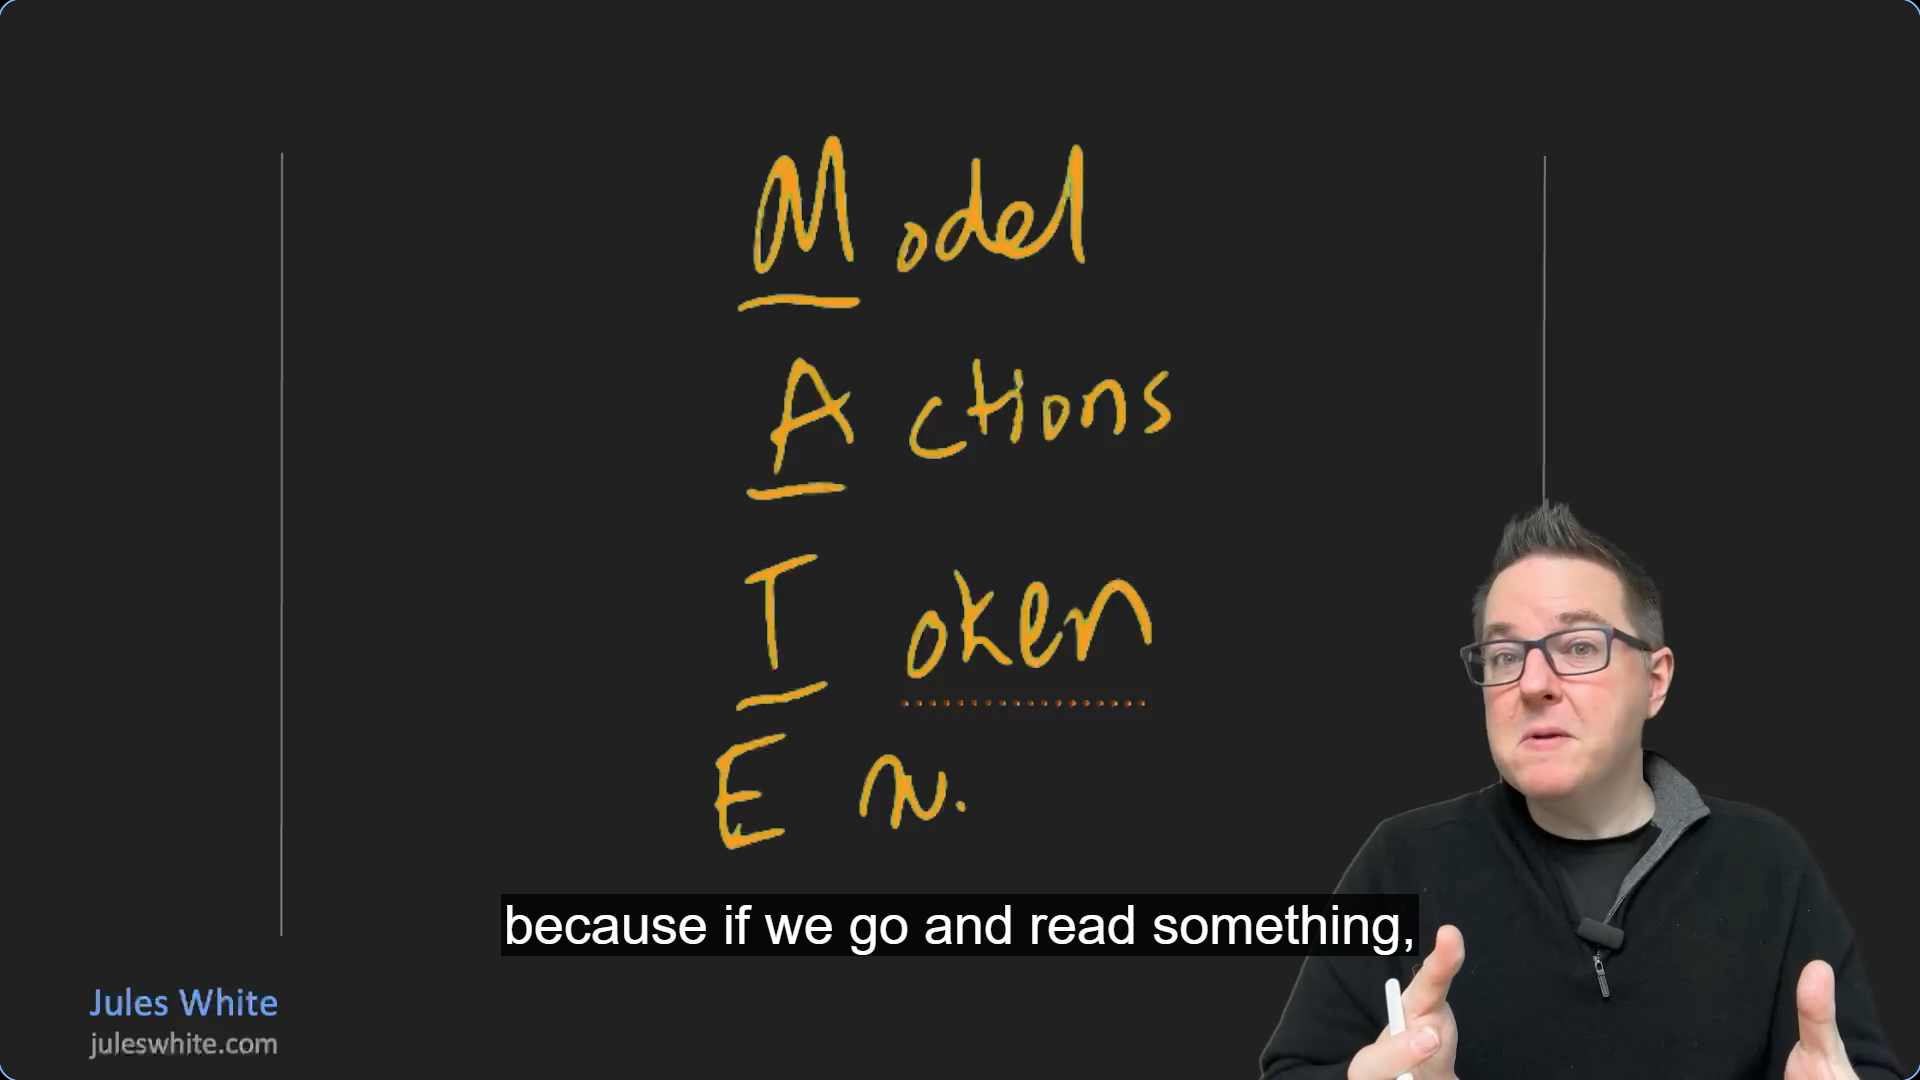 Model
Actions
Token
E n.
because if we go and read something,
Jules White
juleswhite.com